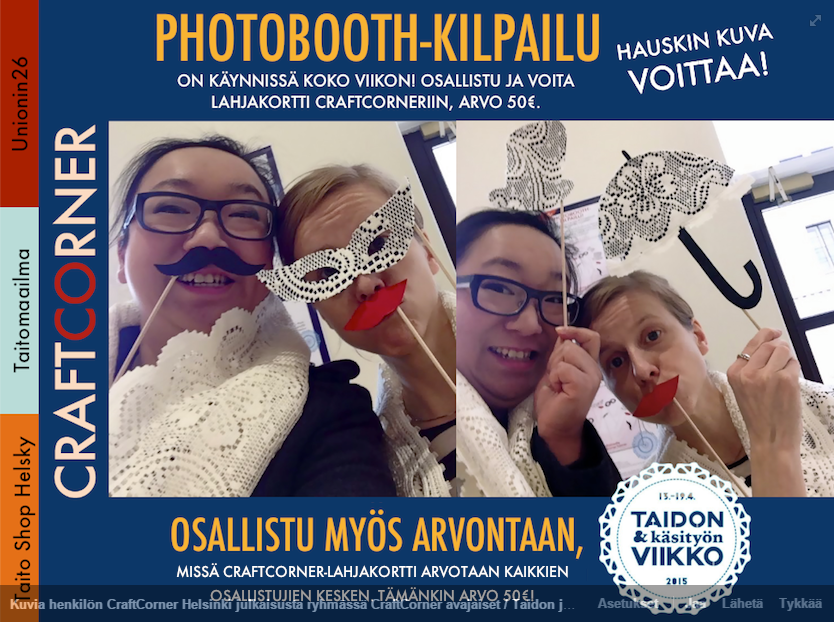 PHOTOBOOTH-KILPAILU
HAUSKIN KUVA
VOITTAA!
ON KÄYNNISSÄ KOKO VIIKON! OSALLISTU JA VOITA
LAHJAKORTTI CRAFTCORNERIIN, ARVO 50€.
Unionin26
Taitomaailma
Taito Shop Helsky
CRAFTCORNER
OSALLISTU MYÖS ARVONTAAN,
MISSÄ CRAFTCORNER-LAHJAKORTTI ARVOTAAN KAIKKIEN
OSALLISTUJIEN KESKEN. TÄMÄNKIN ARVO 50€!
13.-19.4.
TAIDON
& käsityön
VIIKKO
2015
Kuvia henkilön CraftCorner Helsinki julkaisusta ryhmässä CraftCorner avajaiset / Taidon j...
Asetukset Jaa Lähetä Tykkää